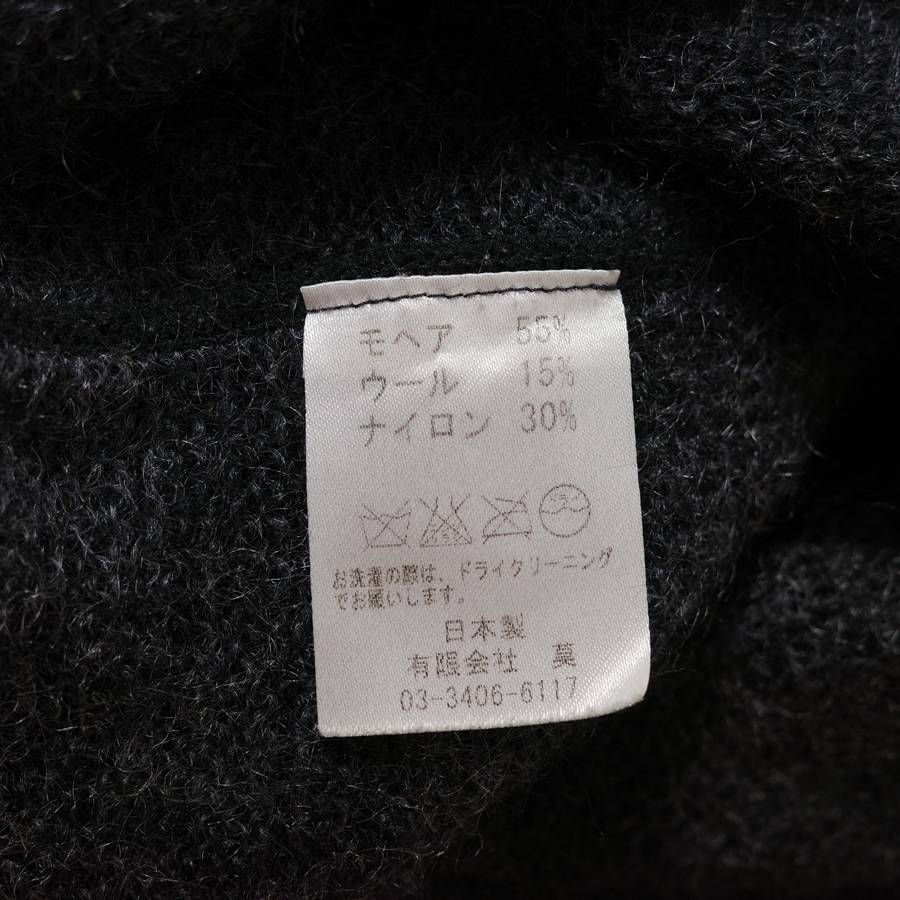 モヘア 55%
ウール 15%
ナイロン 30%
お洗濯の際は、ドライクリーニング
でお願いします。
日本製
有限会社
03-3406-6117